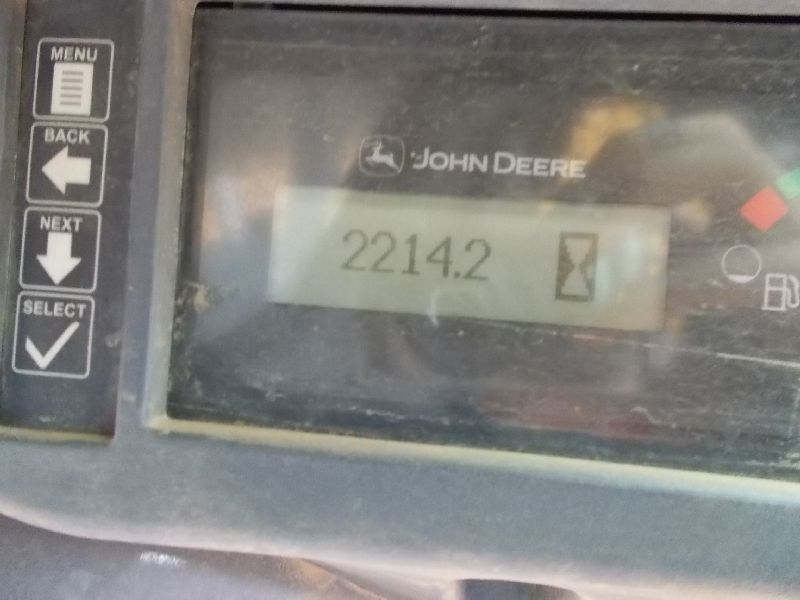 MENU
BACK
NEXT
SELECT
JOHN DEERE
2214.2